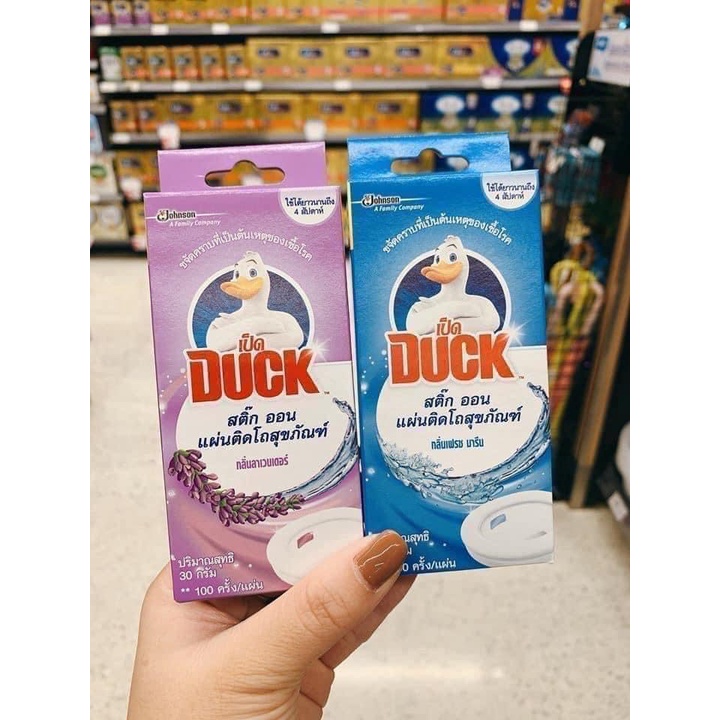 Johnson
A Family Company
ใช้ได้ยาวนานถึง
4 สัปดาห์
ขจัดคราบที่เป็นต้นเหตุของเชื้อโรค
เป็ด
DUCK
สติ๊ก ออน
แผ่นติดโถสุขภัณฑ์
กลิ่นลาเวนเดอร์
ปริมาณสุทธิ
30 กรัม
** 100 ครั้ง/แผ่น
Johnson
A Family Company
ใช้ได้ยาวนานถึง
4 สัปดาห์
ขจัดคราบที่เป็นต้นเหตุของเชื้อโรค
เป็ด
DUCK
สติ๊ก ออน
แผ่นติดโถสุขภัณฑ์
กลิ่นเฟรช มารีน
ครั้ง/แผ่น